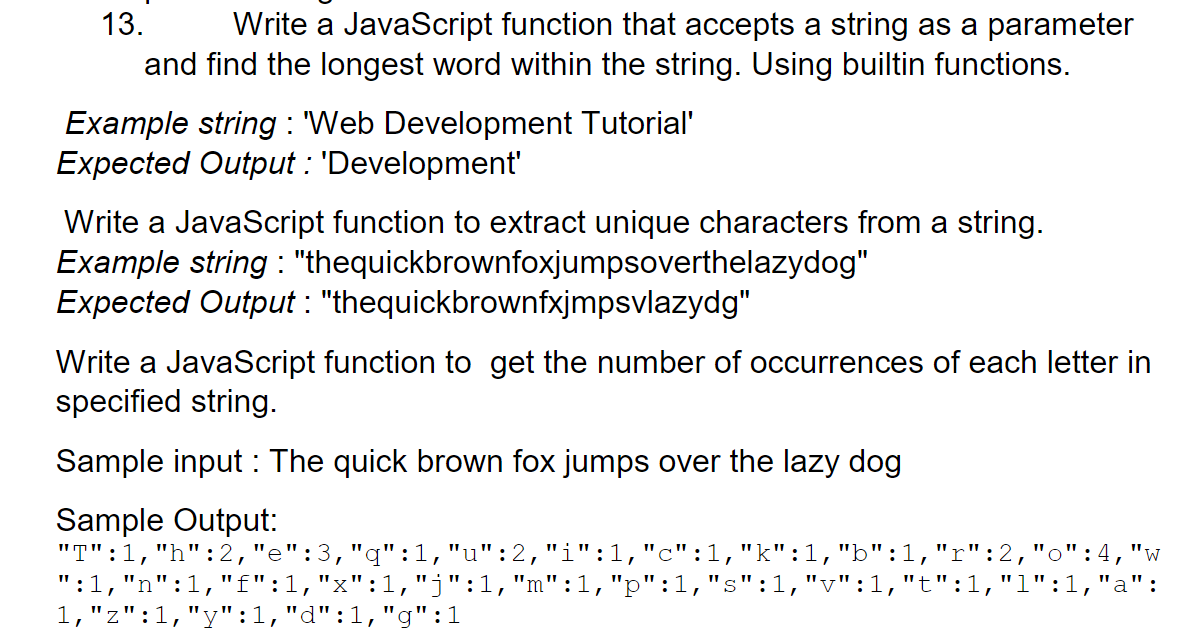 13. Write a JavaScript function that accepts a string as a parameter
and find the longest word within the string. Using builtin functions.
Example string : 'Web Development Tutorial'
Expected Output : 'Development'
Write a JavaScript function to extract unique characters from a string.
Example string : "thequickbrownfoxjumpsoverthelazydog"
Expected Output : "thequickbrownfxjmpsvlazydg"
Write a JavaScript function to  get the number of occurrences of each letter in
specified string.
Sample input : The quick brown fox jumps over the lazy dog
Sample Output:
"T":1,"h":2,"e":3,"q":1,"u":2,"i":1,"c":1,"k":1,"b":1,"r":2,"o":4,"w
":1,"n":1,"f":1,"x":1,"j":1,"m":1,"p":1,"s":1,"v":1,"t":1,"l":1,"a":
1,"z":1,"y":1,"d":1,"g":1